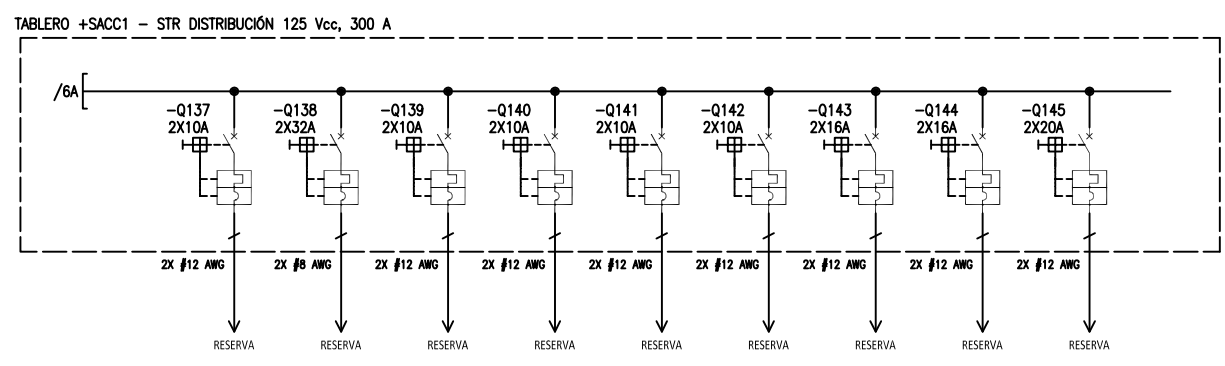 TABLERO +SACC1 – STR DISTRIBUCIÓN 125 Vcc, 300 A
/6A
-Q137 -Q138 -Q139 -Q140 -Q141 -Q142 -Q143 -Q144 -Q145
2X10A 2X32A 2X10A 2X10A 2X10A 2X10A 2X16A 2X16A 2X20A
2X #12 AWG 2X #8 AWG 2X #12 AWG 2X #12 AWG 2X #12 AWG 2X #12 AWG 2X #12 AWG 2X #12 AWG 2X #12 AWG
RESERVA RESERVA RESERVA RESERVA RESERVA RESERVA RESERVA RESERVA RESERVA